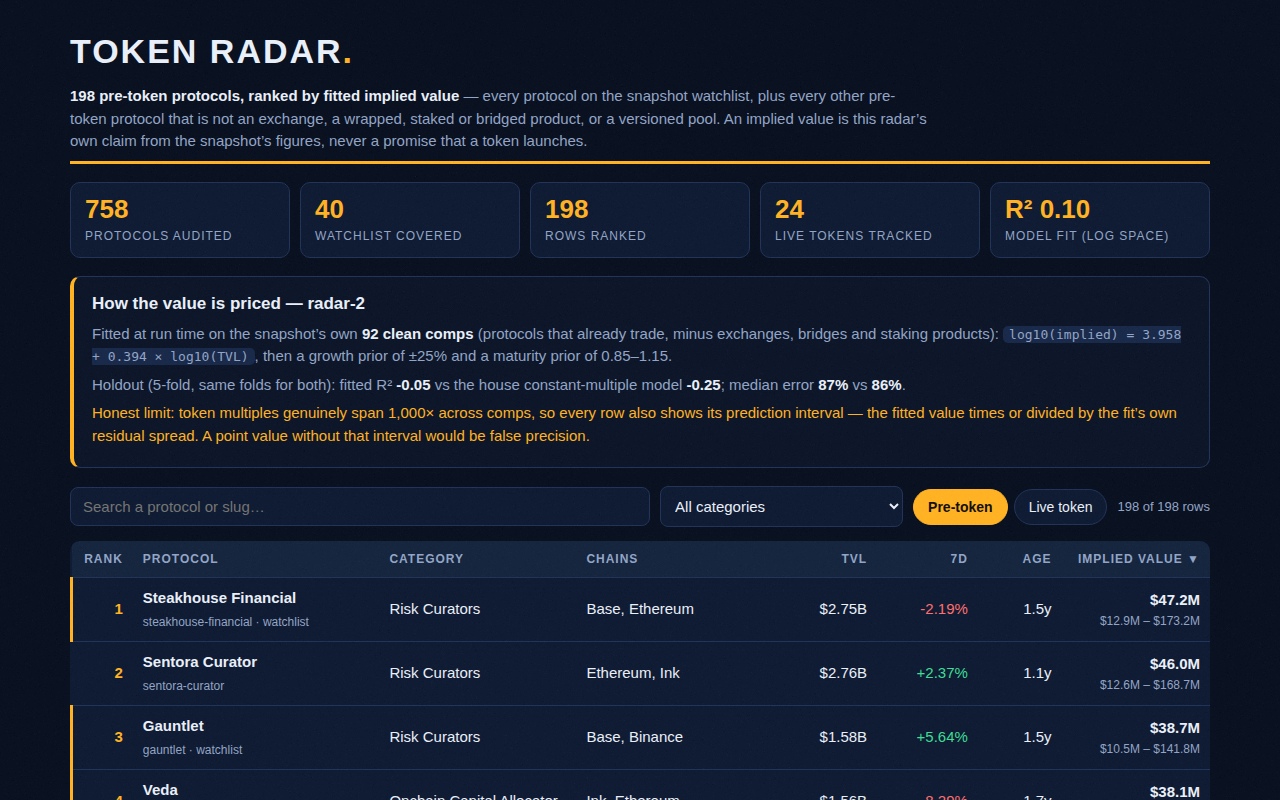 TOKEN RADAR.
198 pre-token protocols, ranked by fitted implied value — every protocol on the snapshot watchlist, plus every other pre-
token protocol that is not an exchange, a wrapped, staked or bridged product, or a versioned pool. An implied value is this radar’s
own claim from the snapshot’s figures, never a promise that a token launches.
758
PROTOCOLS AUDITED
40
WATCHLIST COVERED
198
ROWS RANKED
24
LIVE TOKENS TRACKED
R² 0.10
MODEL FIT (LOG SPACE)
How the value is priced — radar-2
Fitted at run time on the snapshot’s own 92 clean comps (protocols that already trade, minus exchanges, bridges and staking products): log10(implied) = 3.958
+ 0.394 × log10(TVL) , then a growth prior of ±25% and a maturity prior of 0.85–1.15.
Holdout (5-fold, same folds for both): fitted R² -0.05 vs the house constant-multiple model -0.25; median error 87% vs 86%.
Honest limit: token multiples genuinely span 1,000× across comps, so every row also shows its prediction interval — the fitted value times or divided by the fit’s own
residual spread. A point value without that interval would be false precision.
Search a protocol or slug… All categories Pre-token Live token 198 of 198 rows
RANK PROTOCOL CATEGORY CHAINS TVL 7D AGE IMPLIED VALUE ▼
1 Steakhouse Financial Risk Curators Base, Ethereum $2.75B -2.19% 1.5y $47.2M
steakhouse-financial · watchlist $12.9M – $173.2M
2 Sentora Curator Risk Curators Ethereum, Ink $2.76B +2.37% 1.1y $46.0M
sentora-curator $12.6M – $168.7M
3 Gauntlet Risk Curators Base, Binance $1.58B +5.64% 1.5y $38.7M
gauntlet · watchlist $10.5M – $141.8M
Veda $38.1M